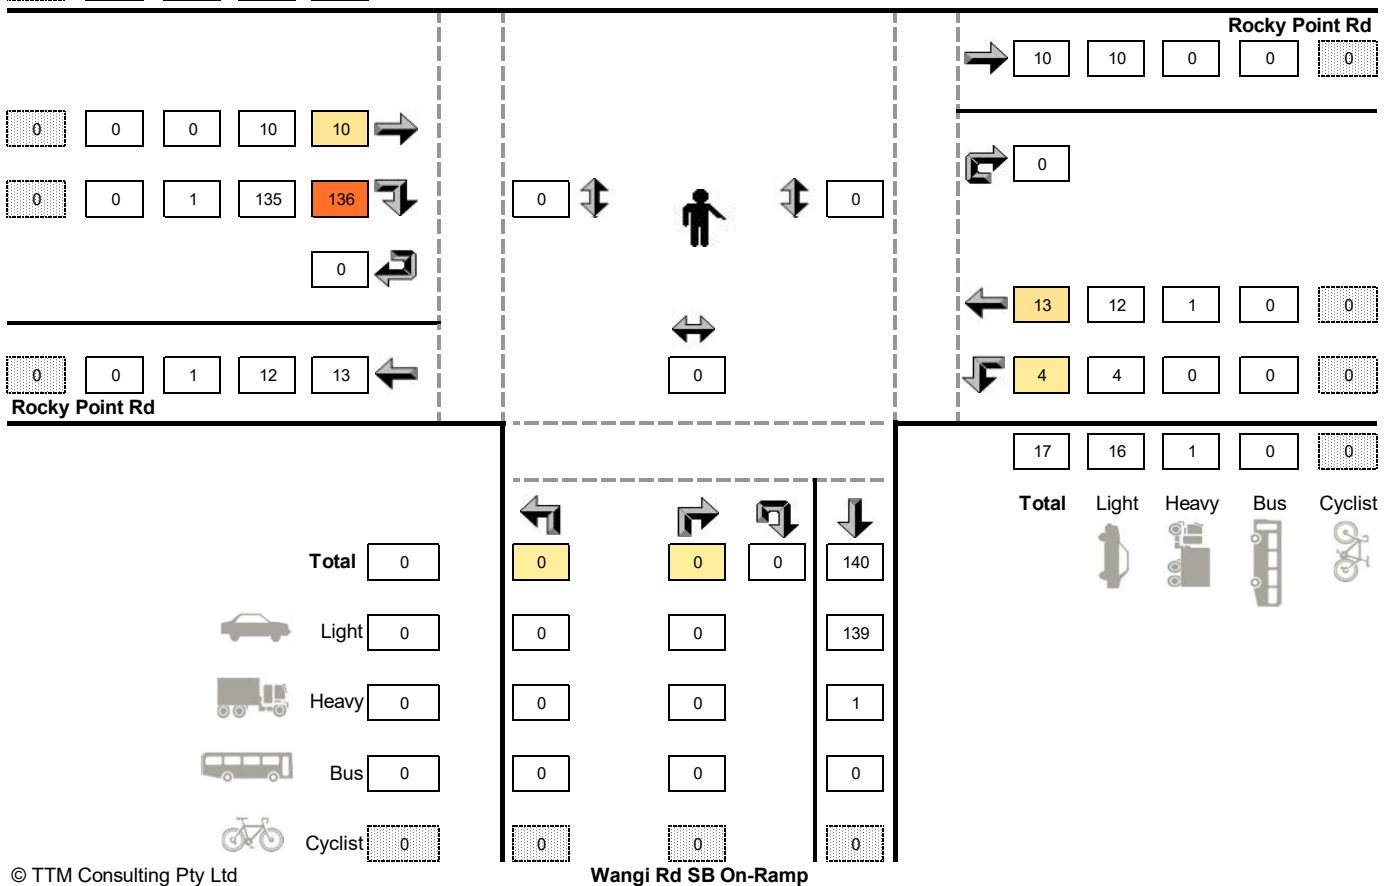 Rocky Point Rd
10 10 0 0 0
0 0 0 10 10
0
0 0 1 135 136
0 0
0
13 12 1 0 0
0 0 1 12 13
0
4 4 0 0 0
Rocky Point Rd
17 16 1 0 0
Total Light Heavy Bus Cyclist
Total 0 0 0 0 140
Light 0 0 0 139
Heavy 0 0 0 1
Bus 0 0 0 0
Cyclist 0 0 0 0
© TTM Consulting Pty Ltd
Wangi Rd SB On-Ramp